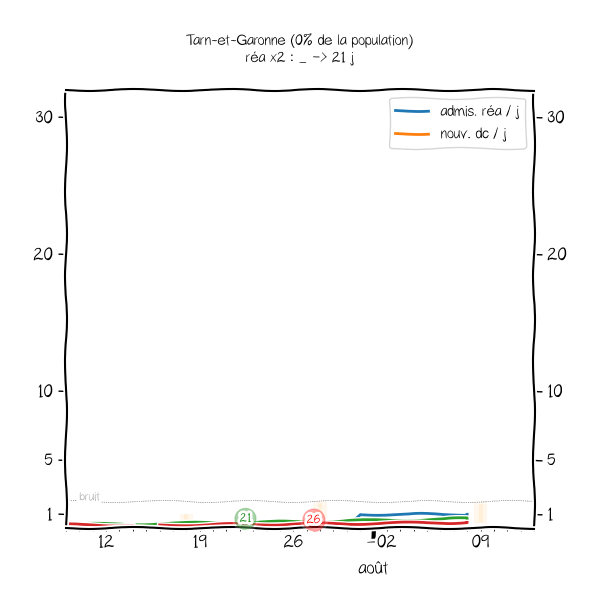 Tarn-et-Garonne (0% de la population)
réa x2 : _ -> 21 j
admis. réa / j
nouv. dc / j
30
30
20
20
10
10
5
5
bruit
1
1
21
26
12
19
26
02
09
août